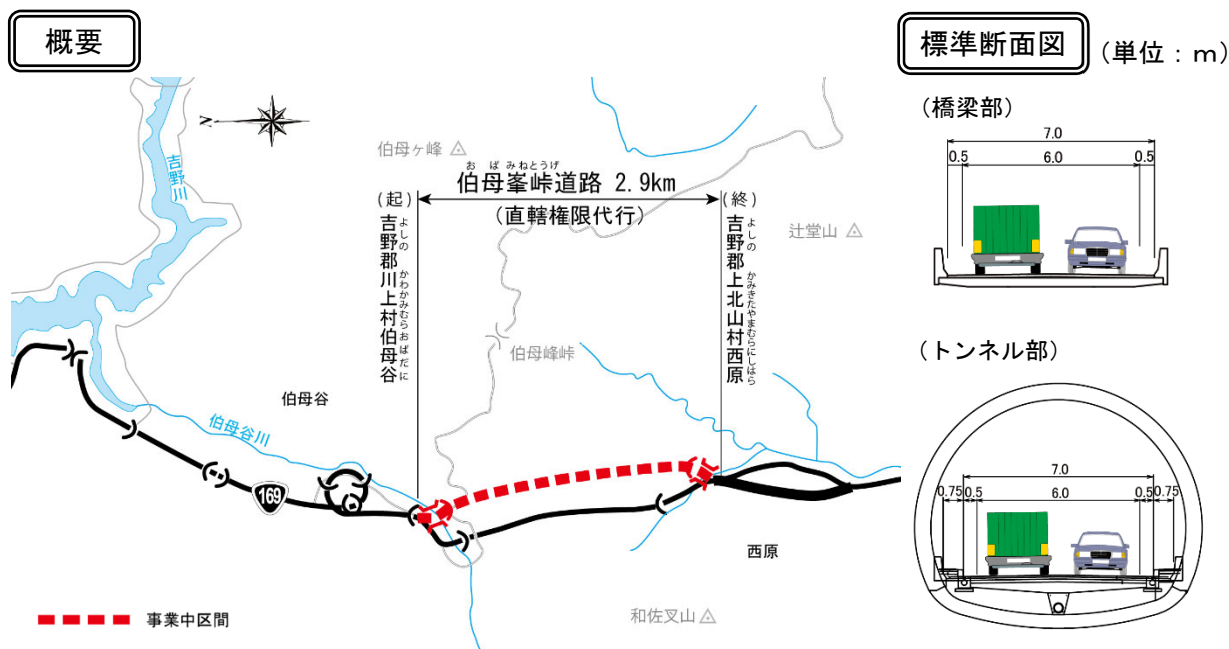 概要
吉野川
N
伯母ヶ峰
おばみねとうげ
伯母峯峠道路 2.9km
(直轄権限代行)
(起)
吉野郡川上村伯母谷
よしの かわかみむらおばだに
(終)
吉野郡上北山村西原
よしの かみきたやまむらにしはら
辻堂山
伯母峰峠
伯母谷
伯母谷川
169
西原
和佐又山
事業中区間
標準断面図
(単位:m)
(橋梁部)
7.0
0.5 6.0 0.5
(トンネル部)
7.0
0.75 0.5 6.0 0.5 0.75